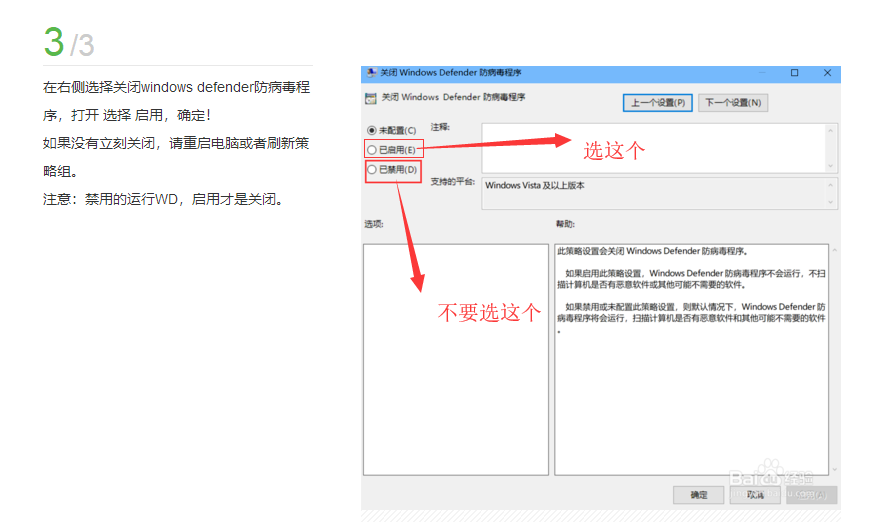 3/3
在右侧选择关闭windows defender防病毒程
序，打开 选择 启用，确定！
如果没有立刻关闭，请重启电脑或者刷新策
略组。
注意：禁用的运行WD，启用才是关闭。
关闭 Windows Defender 防病毒程序
关闭 Windows Defender 防病毒程序
上一个设置(P)
下一个设置(N)
未配置(C)
注释:
已启用(E)
选这个
已禁用(D)
支持的平台:
Windows Vista 及以上版本
选项:
帮助:
此策略设置会关闭 Windows Defender 防病毒程序。
如果启用此策略设置，Windows Defender 防病毒程序不会运行，不扫
描计算机是否有恶意软件或其他可能不需要的软件。
如果禁用或未配置此策略设置，则默认情况下，Windows Defender 防
病毒程序将会运行，扫描计算机是否有恶意软件和其他可能不需要的软件
。
不要选这个
Baidu 经验
确定
取消